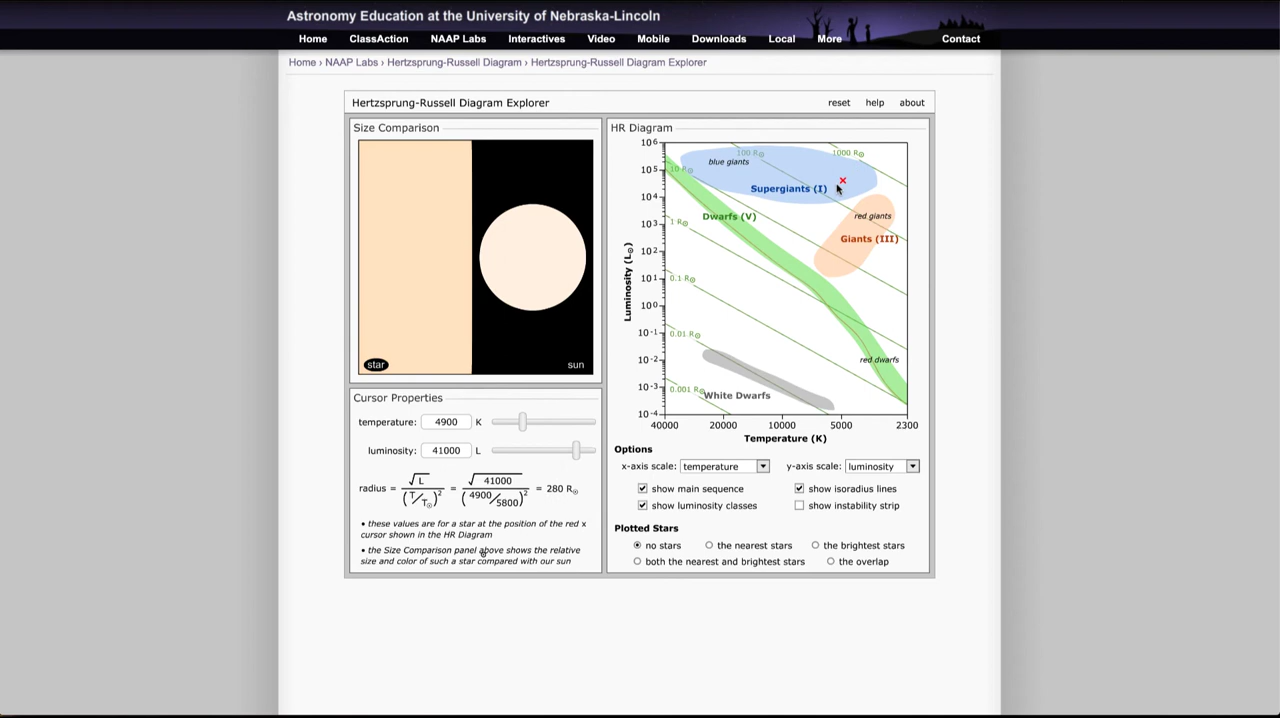 Astronomy Education at the University of Nebraska-Lincoln
Home ClassAction NAAP Labs Interactives Video Mobile Downloads Local More Contact
Home › NAAP Labs › Hertzsprung-Russell Diagram › Hertzsprung-Russell Diagram Explorer
Hertzsprung-Russell Diagram Explorer reset help about
Size Comparison
star sun
Cursor Properties
temperature: 4900 K
luminosity: 41000 L
radius = √L / (T/T⊙)² = √41000 / (4900/5800)² = 280 R⊙
• these values are for a star at the position of the red x
cursor shown in the HR Diagram
• the Size Comparison panel above shows the relative
size and color of such a star compared with our sun
HR Diagram
Luminosity (L⊙)
10⁶
10⁵
10⁴
10³
10²
10¹
10⁰
10⁻¹
10⁻²
10⁻³
10⁻⁴
100 R⊙
1000 R⊙
blue giants
10 R⊙
Supergiants (I)
Dwarfs (V)
red giants
1 R⊙
Giants (III)
0.1 R⊙
0.01 R⊙
red dwarfs
0.001 R⊙
White Dwarfs
40000 20000 10000 5000 2300
Temperature (K)
Options
x-axis scale: temperature y-axis scale: luminosity
show main sequence show isoradius lines
show luminosity classes show instability strip
Plotted Stars
no stars the nearest stars the brightest stars
both the nearest and brightest stars the overlap